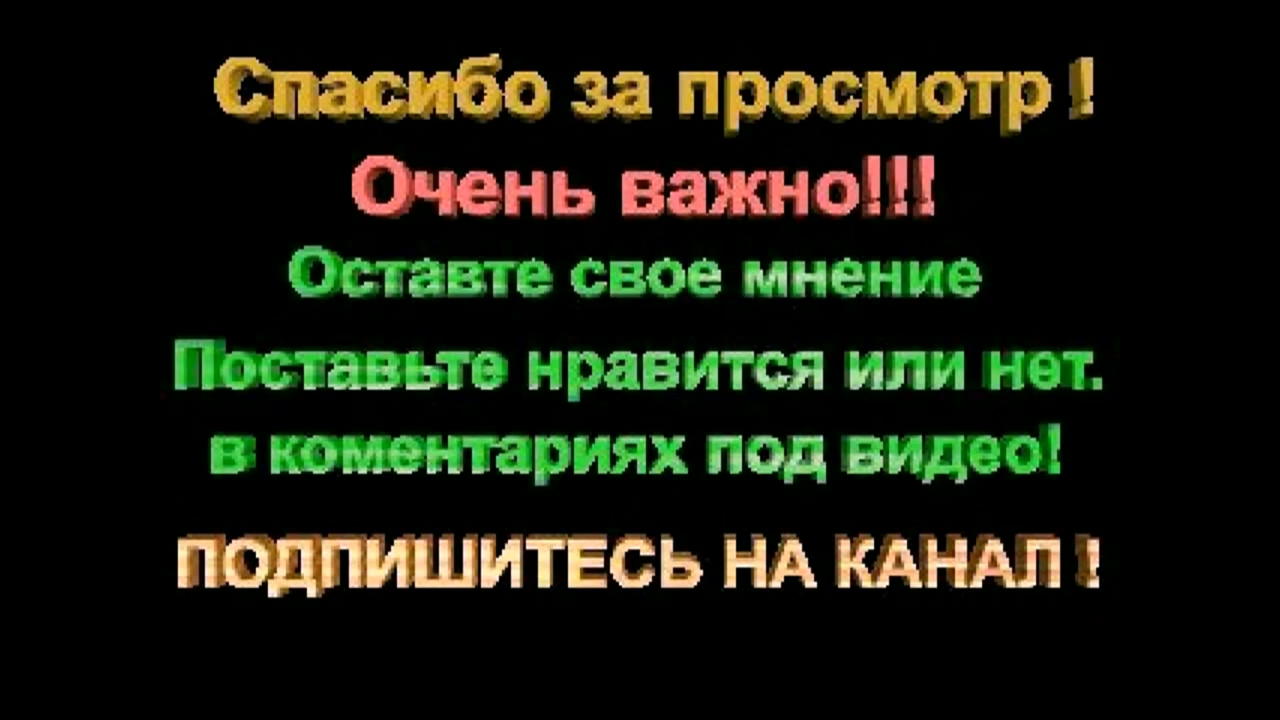 Спасибо за просмотр !
Очень важно!!!
Оставте свое мнение
Поставьте нравится или нет.
в коментариях под видео!
ПОДПИШИТЕСЬ НА КАНАЛ !